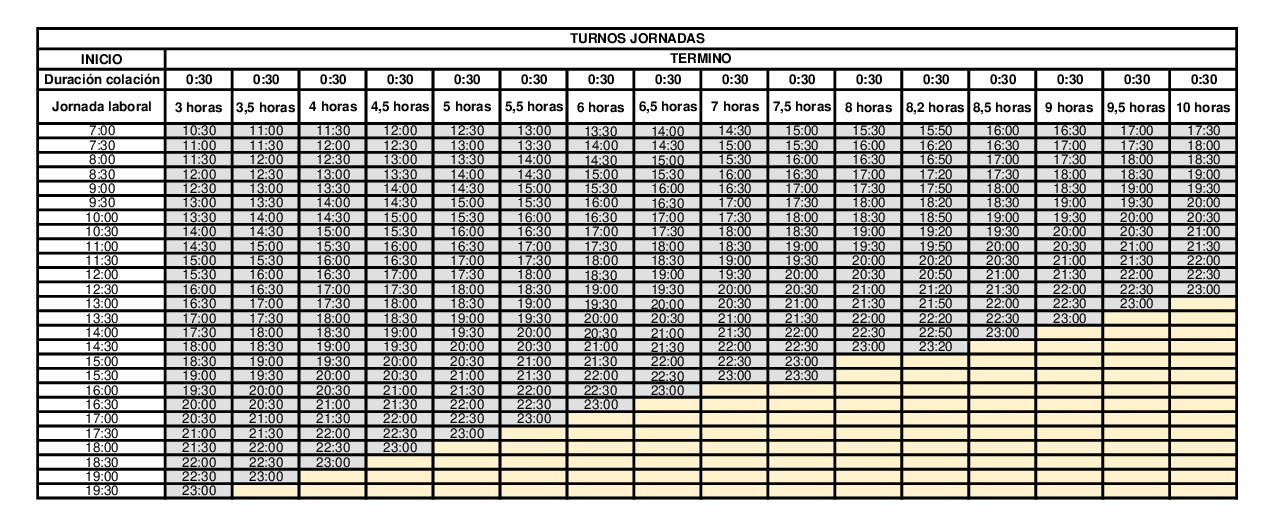 TURNOS JORNADAS
INICIO TERMINO
Duración colación 0:30 0:30 0:30 0:30 0:30 0:30 0:30 0:30 0:30 0:30 0:30 0:30 0:30 0:30 0:30 0:30
Jornada laboral 3 horas 3,5 horas 4 horas 4,5 horas 5 horas 5,5 horas 6 horas 6,5 horas 7 horas 7,5 horas 8 horas 8,2 horas 8,5 horas 9 horas 9,5 horas 10 horas
7:00 10:30 11:00 11:30 12:00 12:30 13:00 13:30 14:00 14:30 15:00 15:30 15:50 16:00 16:30 17:00 17:30
7:30 11:00 11:30 12:00 12:30 13:00 13:30 14:00 14:30 15:00 15:30 16:00 16:20 16:30 17:00 17:30 18:00
8:00 11:30 12:00 12:30 13:00 13:30 14:00 14:30 15:00 15:30 16:00 16:30 16:50 17:00 17:30 18:00 18:30
8:30 12:00 12:30 13:00 13:30 14:00 14:30 15:00 15:30 16:00 16:30 17:00 17:20 17:30 18:00 18:30 19:00
9:00 12:30 13:00 13:30 14:00 14:30 15:00 15:30 16:00 16:30 17:00 17:30 17:50 18:00 18:30 19:00 19:30
9:30 13:00 13:30 14:00 14:30 15:00 15:30 16:00 16:30 17:00 17:30 18:00 18:20 18:30 19:00 19:30 20:00
10:00 13:30 14:00 14:30 15:00 15:30 16:00 16:30 17:00 17:30 18:00 18:30 18:50 19:00 19:30 20:00 20:30
10:30 14:00 14:30 15:00 15:30 16:00 16:30 17:00 17:30 18:00 18:30 19:00 19:20 19:30 20:00 20:30 21:00
11:00 14:30 15:00 15:30 16:00 16:30 17:00 17:30 18:00 18:30 19:00 19:30 19:50 20:00 20:30 21:00 21:30
11:30 15:00 15:30 16:00 16:30 17:00 17:30 18:00 18:30 19:00 19:30 20:00 20:20 20:30 21:00 21:30 22:00
12:00 15:30 16:00 16:30 17:00 17:30 18:00 18:30 19:00 19:30 20:00 20:30 20:50 21:00 21:30 22:00 22:30
12:30 16:00 16:30 17:00 17:30 18:00 18:30 19:00 19:30 20:00 20:30 21:00 21:20 21:30 22:00 22:30 23:00
13:00 16:30 17:00 17:30 18:00 18:30 19:00 19:30 20:00 20:30 21:00 21:30 21:50 22:00 22:30 23:00
13:30 17:00 17:30 18:00 18:30 19:00 19:30 20:00 20:30 21:00 21:30 22:00 22:20 22:30 23:00
14:00 17:30 18:00 18:30 19:00 19:30 20:00 20:30 21:00 21:30 22:00 22:30 22:50 23:00
14:30 18:00 18:30 19:00 19:30 20:00 20:30 21:00 21:30 22:00 22:30 23:00 23:20
15:00 18:30 19:00 19:30 20:00 20:30 21:00 21:30 22:00 22:30 23:00
15:30 19:00 19:30 20:00 20:30 21:00 21:30 22:00 22:30 23:00 23:30
16:00 19:30 20:00 20:30 21:00 21:30 22:00 22:30 23:00
16:30 20:00 20:30 21:00 21:30 22:00 22:30 23:00
17:00 20:30 21:00 21:30 22:00 22:30 23:00
17:30 21:00 21:30 22:00 22:30 23:00
18:00 21:30 22:00 22:30 23:00
18:30 22:00 22:30 23:00
19:00 22:30 23:00
19:30 23:00